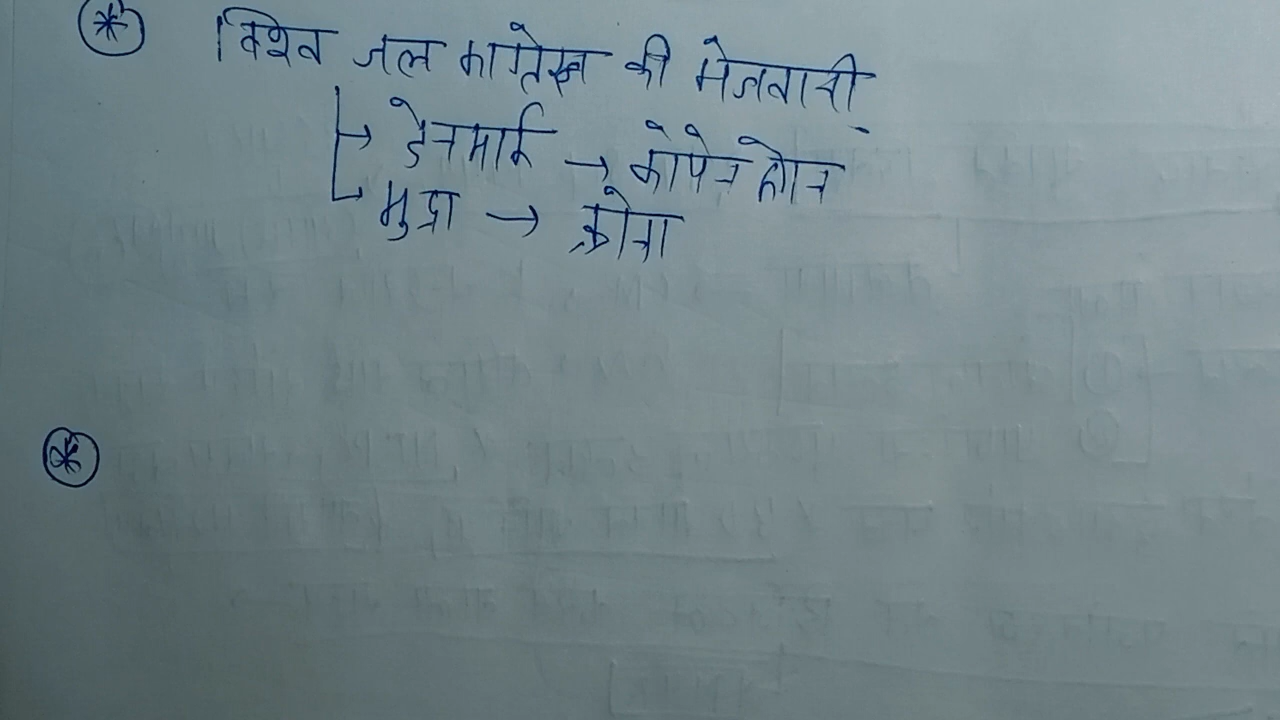 विश्व जल कांग्रेस की मेजबानी
डेनमार्क → कोपेनहेगन
मुद्रा → क्रोना